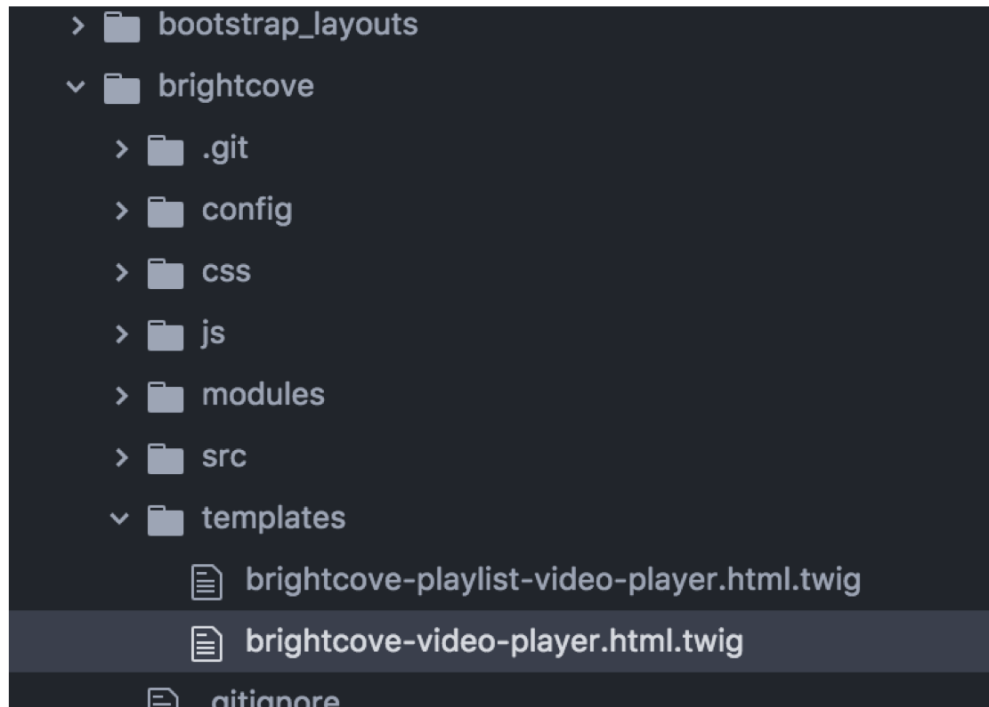 bootstrap_layouts
brightcove
.git
config
css
js
modules
src
templates
brightcove-playlist-video-player.html.twig
brightcove-video-player.html.twig
.gitignore